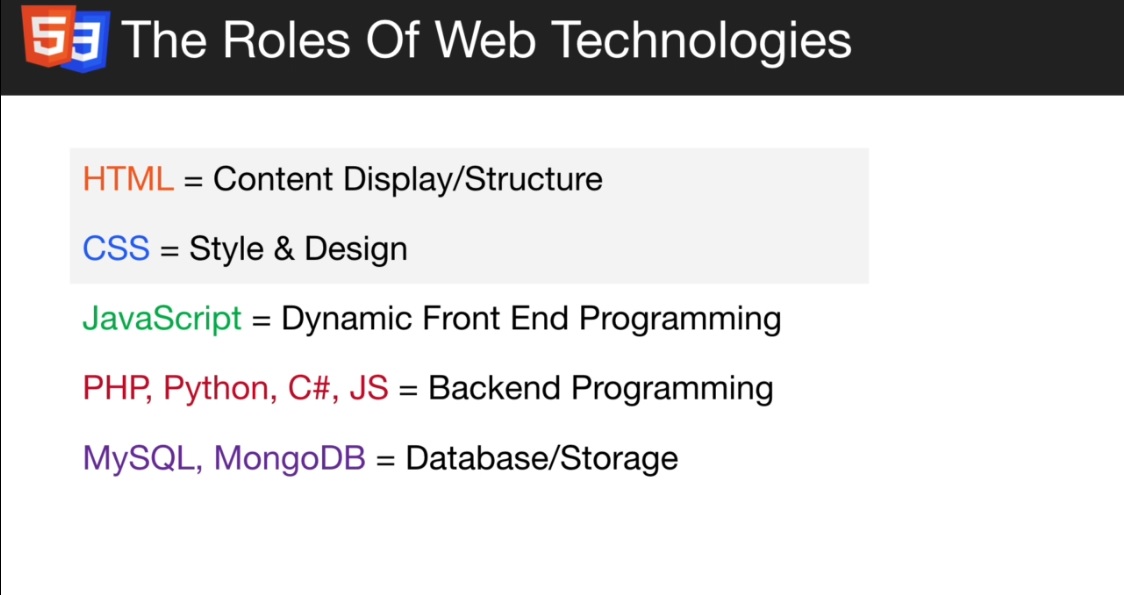 5 3 The Roles Of Web Technologies
HTML = Content Display/Structure
CSS = Style & Design
JavaScript = Dynamic Front End Programming
PHP, Python, C#, JS = Backend Programming
MySQL, MongoDB = Database/Storage